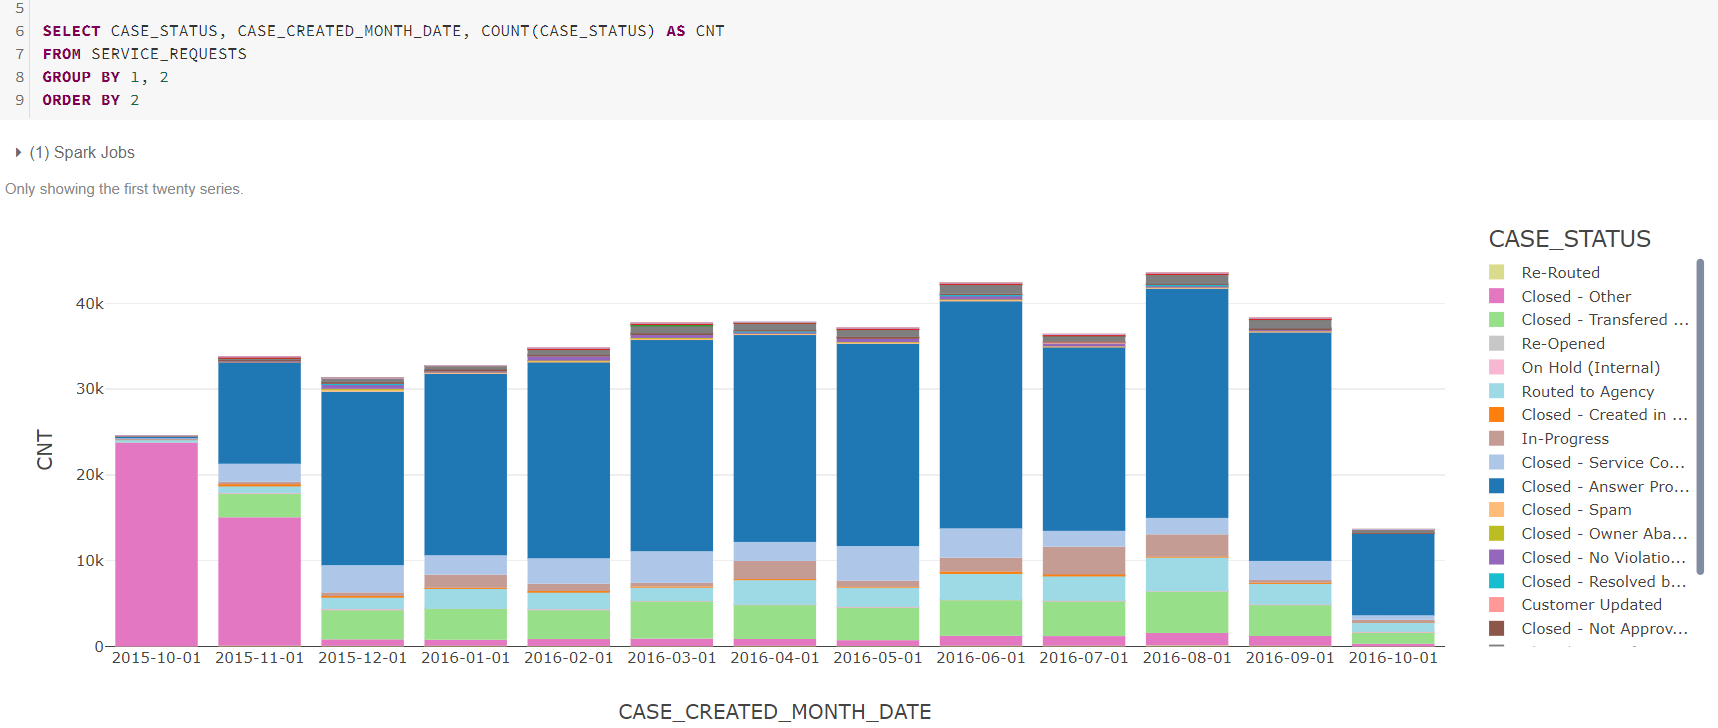 5
6 SELECT CASE_STATUS, CASE_CREATED_MONTH_DATE, COUNT(CASE_STATUS) AS CNT
7 FROM SERVICE_REQUESTS
8 GROUP BY 1, 2
9 ORDER BY 2
(1) Spark Jobs
Only showing the first twenty series.
CNT
40k
30k
20k
10k
0
2015-10-01 2015-11-01 2015-12-01 2016-01-01 2016-02-01 2016-03-01 2016-04-01 2016-05-01 2016-06-01 2016-07-01 2016-08-01 2016-09-01 2016-10-01
CASE_CREATED_MONTH_DATE
CASE_STATUS
Re-Routed
Closed - Other
Closed - Transfered ...
Re-Opened
On Hold (Internal)
Routed to Agency
Closed - Created in ...
In-Progress
Closed - Service Co...
Closed - Answer Pro...
Closed - Spam
Closed - Owner Aba...
Closed - No Violatio...
Closed - Resolved b...
Customer Updated
Closed - Not Approv...